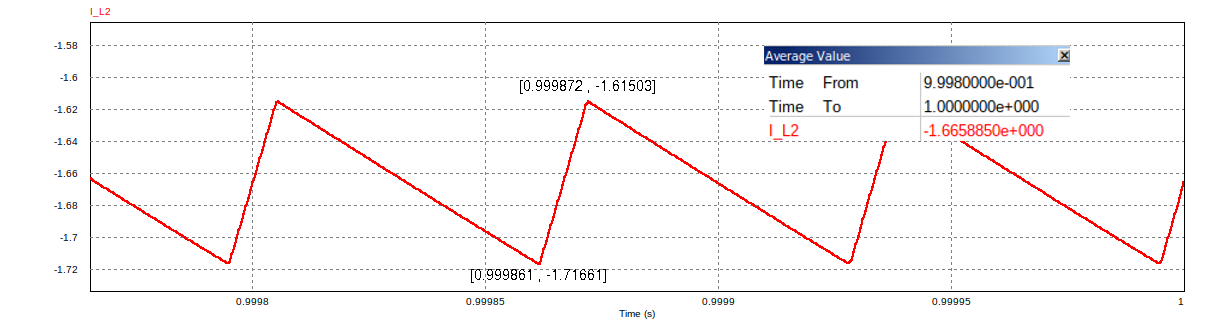 I_L2
-1.58
-1.6
-1.62
-1.64
-1.66
-1.68
-1.7
-1.72
[0.999872 , -1.61503]
[0.999861 , -1.71661]
Average Value
Time From 9.9980000e-001
Time To 1.0000000e+000
I_L2 -1.6658850e+000
0.9998 0.99985 0.9999 0.99995 1
Time (s)